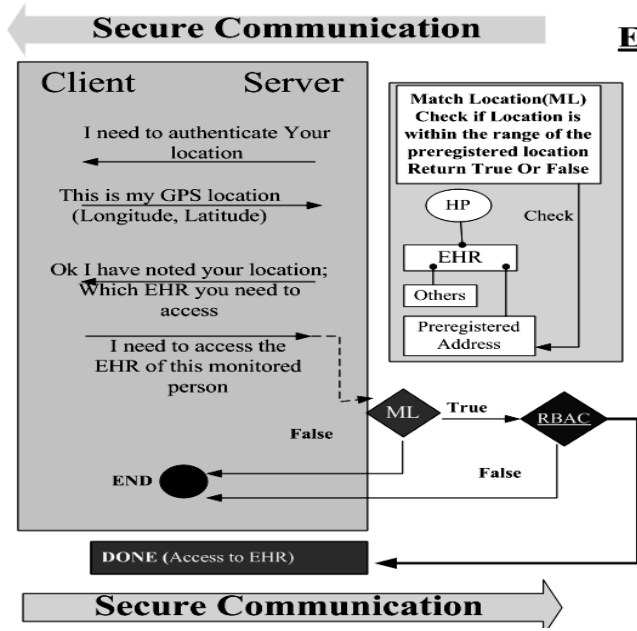 Secure Communication
E
Client Server
I need to authenticate Your
location
This is my GPS location
(Longitude, Latitude)
Ok I have noted your location;
Which EHR you need to
access
I need to access the
EHR of this monitored
person
Match Location(ML)
Check if Location is
within the range of the
preregistered location
Return True Or False
HP
Check
EHR
Others
Preregistered
Address
ML
True
RBAC
False
False
END
DONE (Access to EHR)
Secure Communication